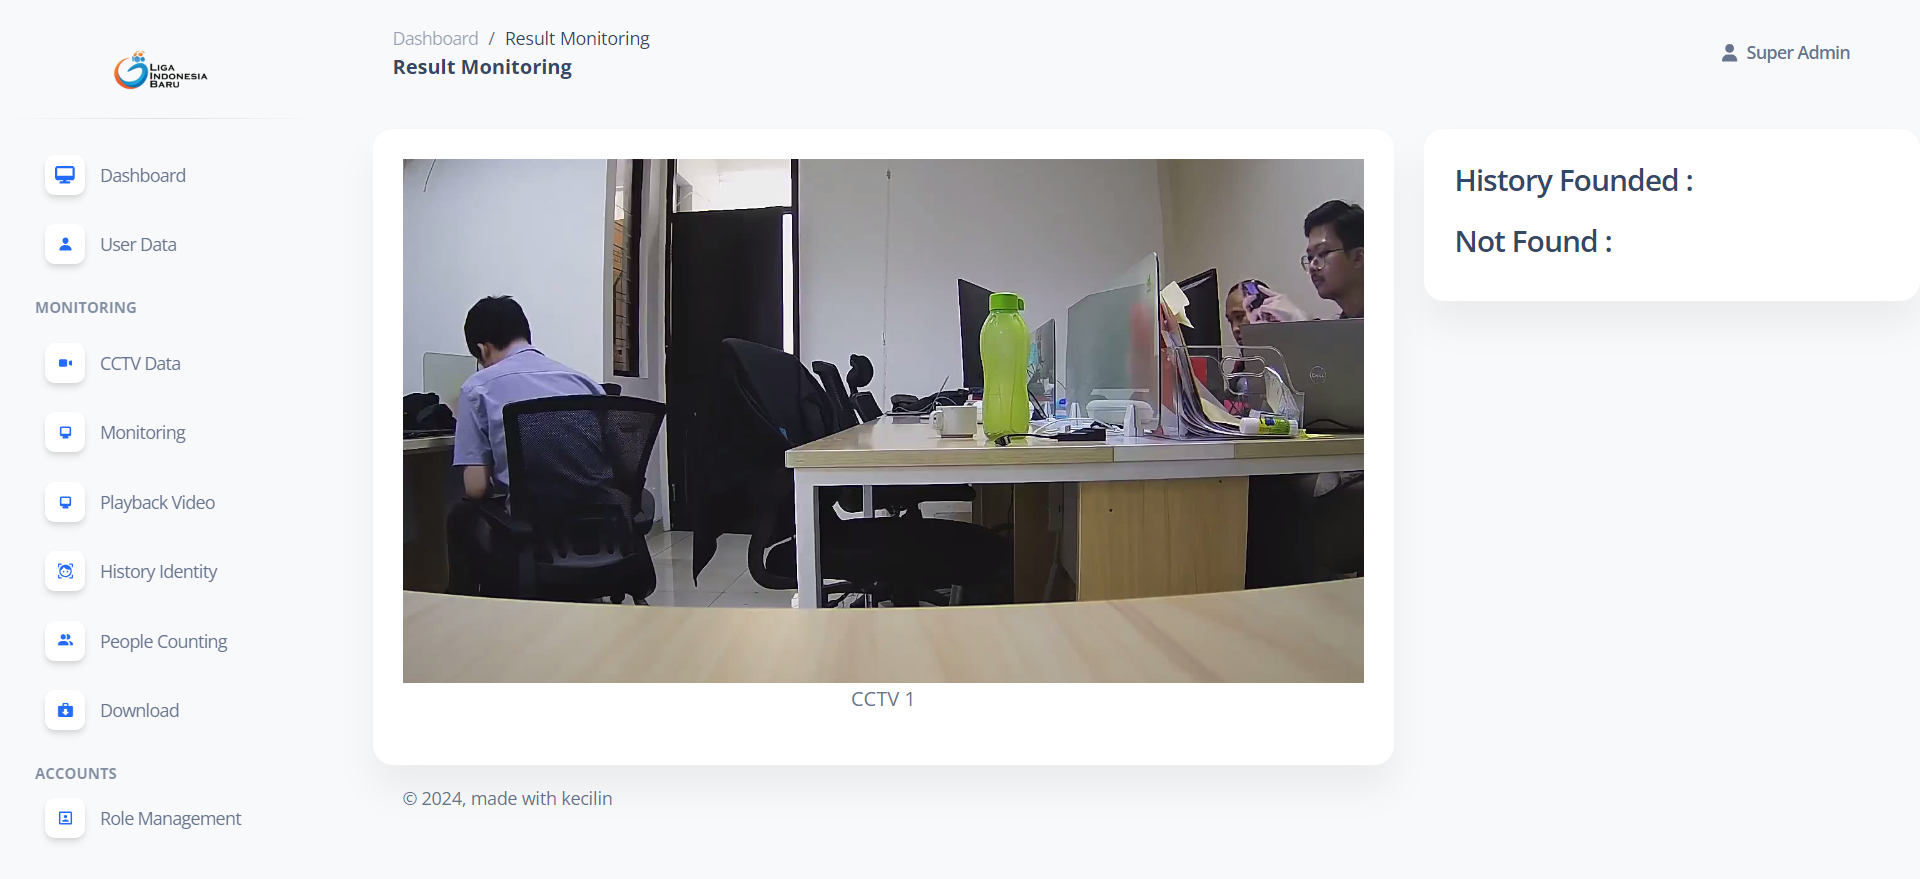 LIGA
INDONESIA
BARU
Dashboard / Result Monitoring
Result Monitoring
Super Admin
Dashboard
User Data
MONITORING
CCTV Data
Monitoring
Playback Video
History Identity
People Counting
Download
ACCOUNTS
Role Management
DELL
CCTV 1
History Founded :
Not Found :
© 2024, made with kecilin